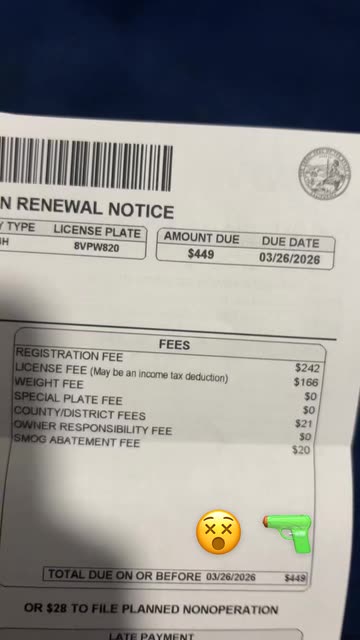 N RENEWAL NOTICE
Y TYPE LICENSE PLATE
IH 8VPW820
AMOUNT DUE DUE DATE
$449 03/26/2026
FEES
REGISTRATION FEE $242
LICENSE FEE (May be an income tax deduction) $166
WEIGHT FEE $0
SPECIAL PLATE FEE $0
COUNTY/DISTRICT FEES $21
OWNER RESPONSIBILITY FEE $0
SMOG ABATEMENT FEE $20
TOTAL DUE ON OR BEFORE 03/26/2026 $449
OR $28 TO FILE PLANNED NONOPERATION
LATE PAYMENT